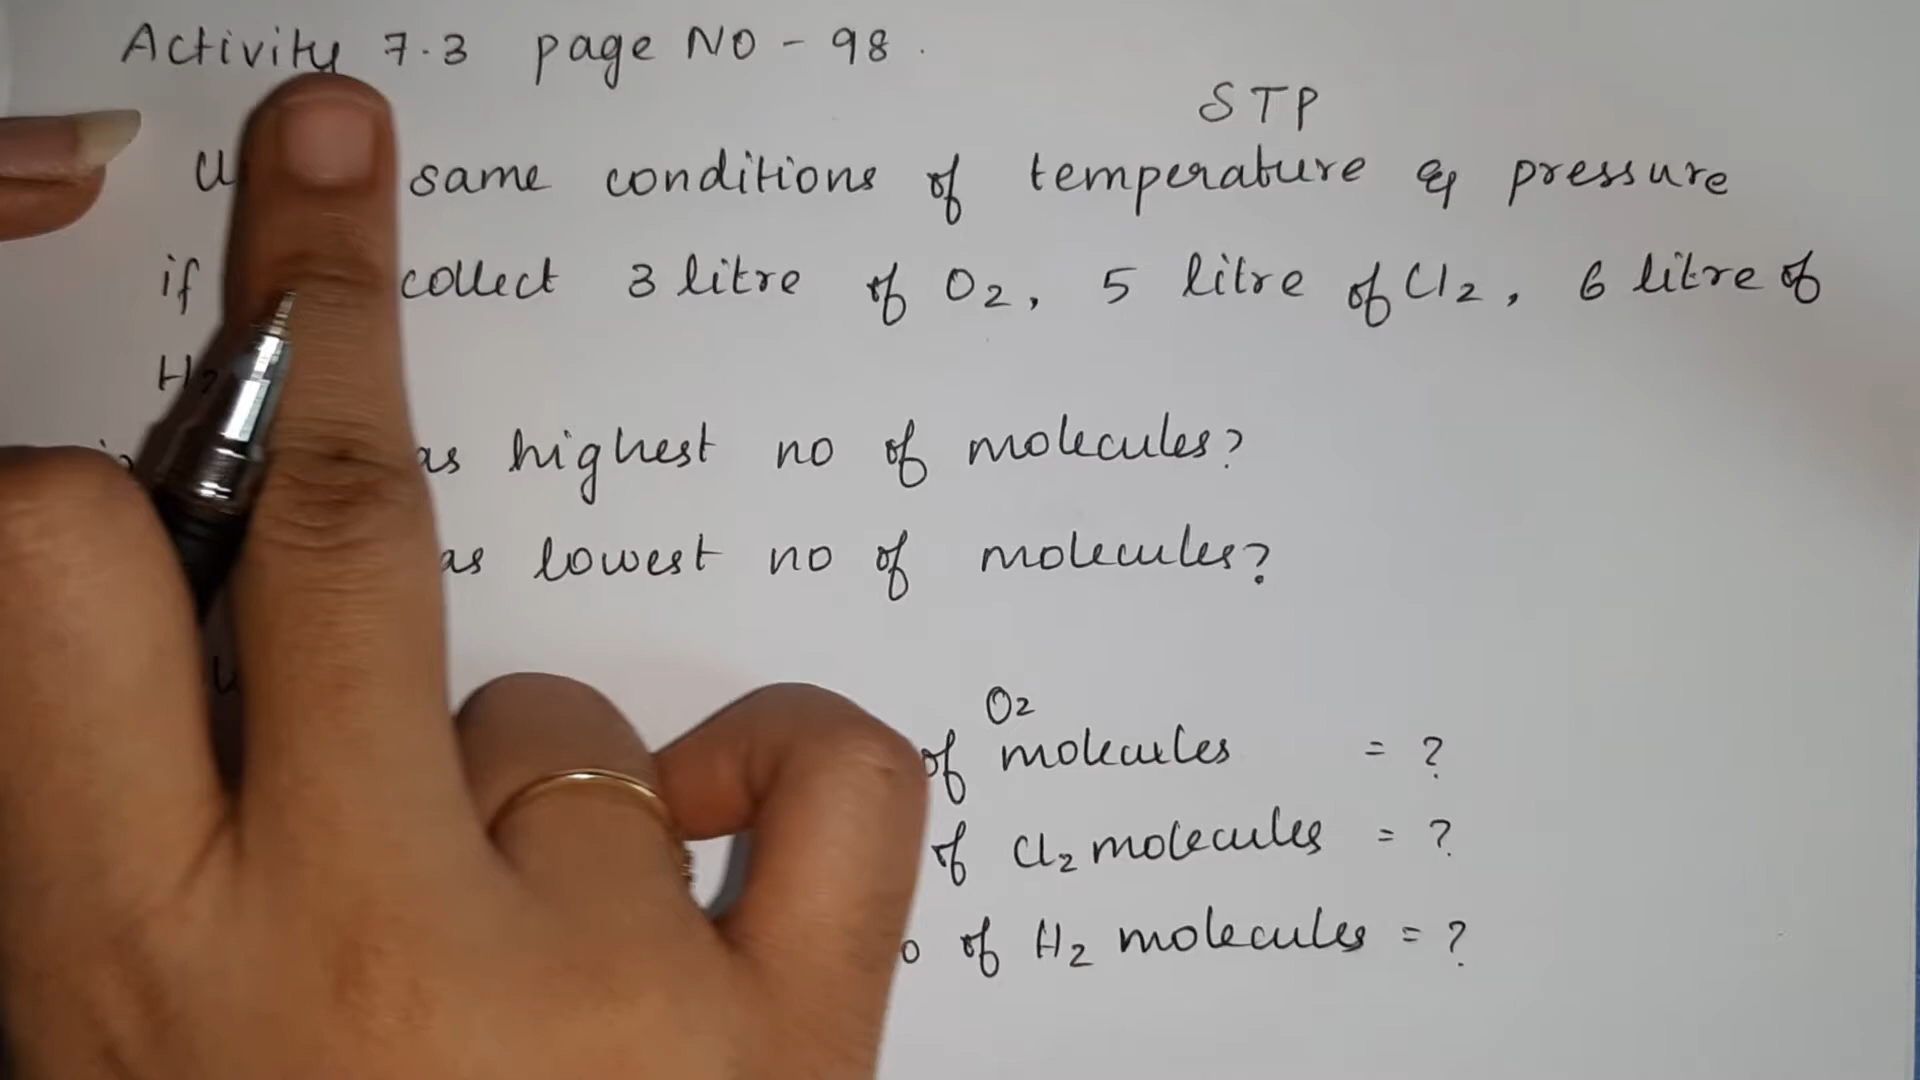 Activity 7.3 page NO - 98.
STP
same conditions of temperature & pressure
if collect 3 litre of O2, 5 litre of Cl2, 6 litre of
H2
highest no of molecules?
lowest no of molecules?
O2
of molecules = ?
of Cl2 molecules = ?
of H2 molecules = ?